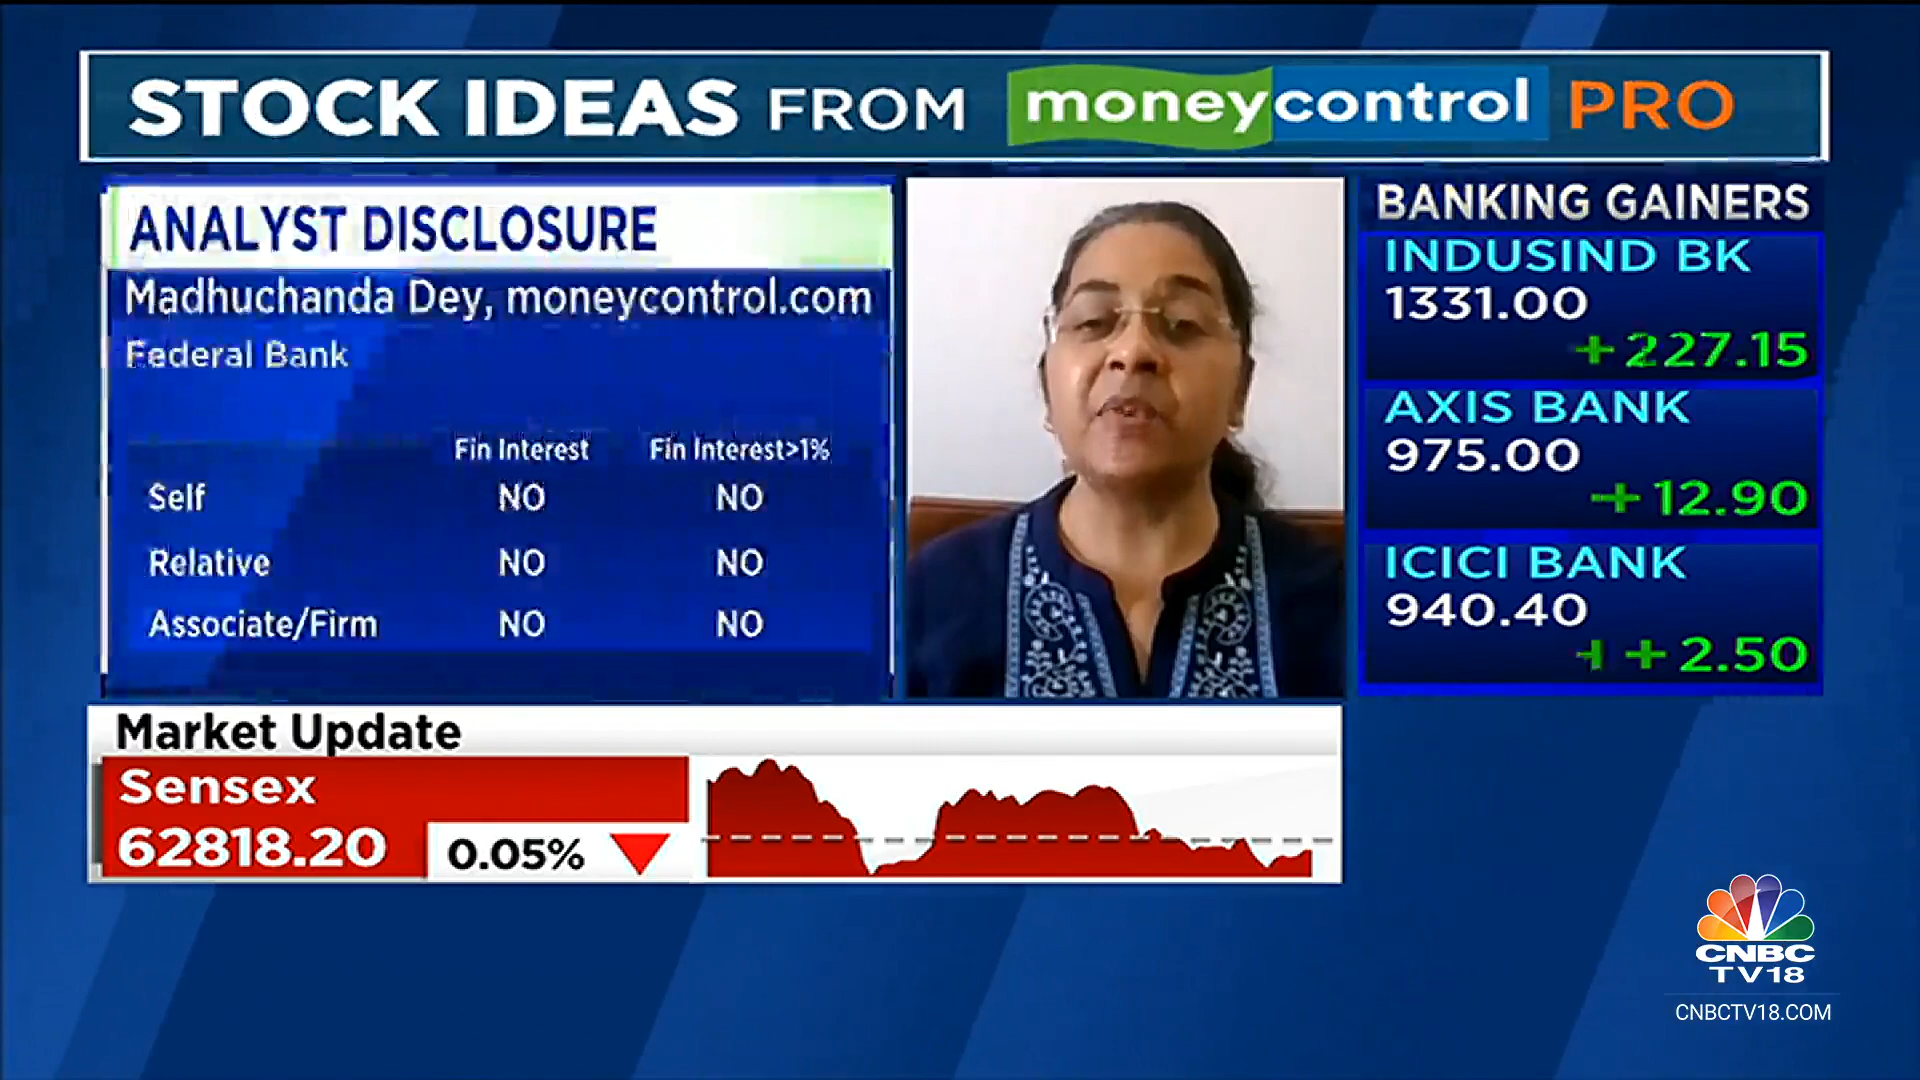 STOCK IDEAS FROM moneycontrol PRO
ANALYST DISCLOSURE
Madhuchanda Dey, moneycontrol.com
Federal Bank
Fin Interest Fin Interest>1%
Self NO NO
Relative NO NO
Associate/Firm NO NO
BANKING GAINERS
INDUSIND BK
1331.00
+227.15
AXIS BANK
975.00
+12.90
ICICI BANK
940.40
+2.50
Market Update
Sensex
62818.20 0.05%
CNBC
TV18
CNBCTV18.COM